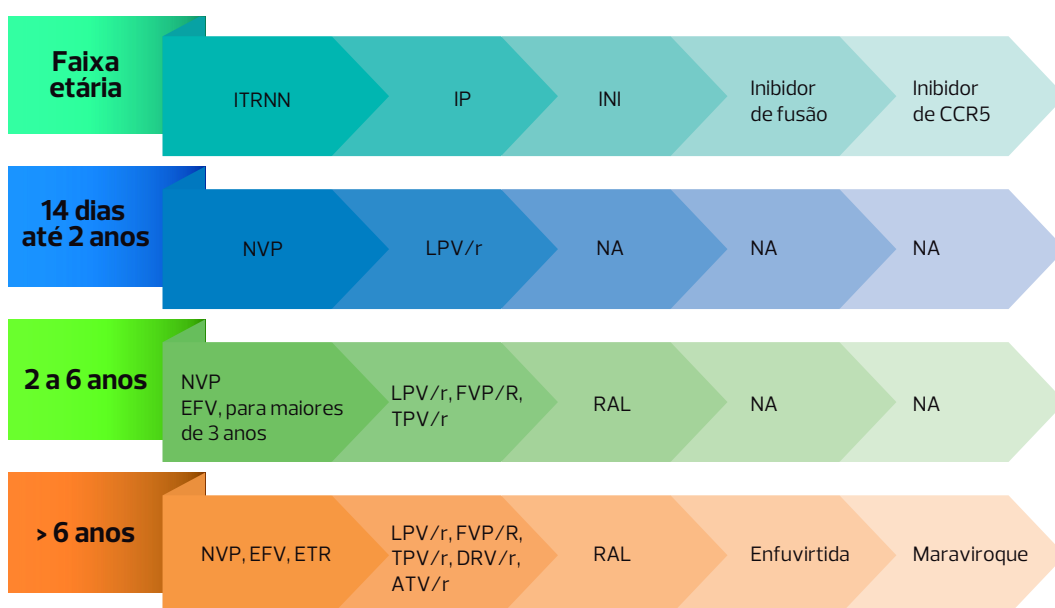 Faixa
etária
ITRNN
IP
INI
Inibidor
de fusão
Inibidor
de CCR5
14 dias
até 2 anos
NVP
LPV/r
NA
NA
NA
2 a 6 anos
NVP
EFV, para maiores
de 3 anos
LPV/r, FVP/R,
TPV/r
RAL
NA
NA
> 6 anos
NVP, EFV, ETR
LPV/r, FVP/R,
TPV/r, DRV/r,
ATV/r
RAL
Enfuvirtida
Maraviroque